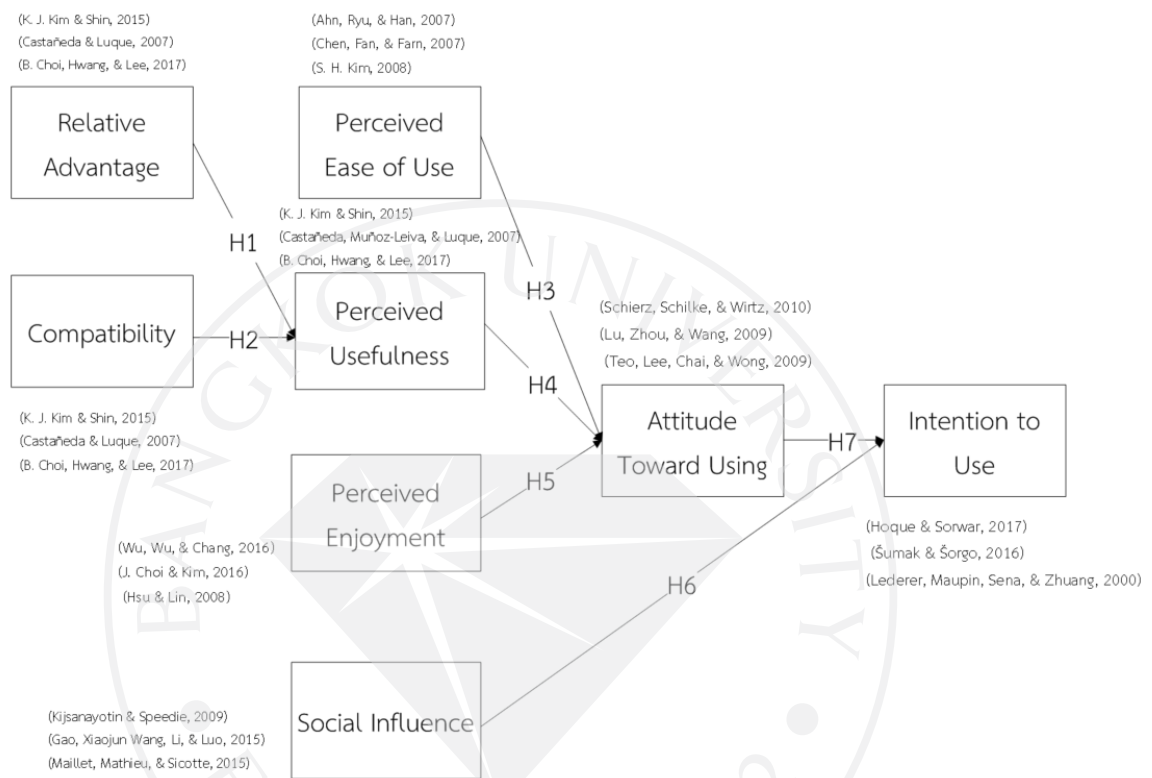 (K. J. Kim & Shin, 2015)
(Castañeda & Luque, 2007)
(B. Choi, Hwang, & Lee, 2017)
Relative
Advantage
(Ahn, Ryu, & Han, 2007)
(Chen, Fan, & Farn, 2007)
(S. H. Kim, 2008)
Perceived
Ease of Use
H1
(K. J. Kim & Shin, 2015)
(Castañeda, Muñoz-Leiva, & Luque, 2007)
(B. Choi, Hwang, & Lee, 2017)
H3
Compatibility
H2
Perceived
Usefulness
(K. J. Kim & Shin, 2015)
(Castañeda & Luque, 2007)
(B. Choi, Hwang, & Lee, 2017)
H4
(Schierz, Schilke, & Wirtz, 2010)
(Lu, Zhou, & Wang, 2009)
(Teo, Lee, Chai, & Wong, 2009)
Attitude
Toward Using
H7
Intention to
Use
Perceived
Enjoyment
H5
(Wu, Wu, & Chang, 2016)
(J. Choi & Kim, 2016)
(Hsu & Lin, 2008)
(Hoque & Sorwar, 2017)
(Šumak & Šorgo, 2016)
(Lederer, Maupin, Sena, & Zhuang, 2000)
H6
Social Influence
(Kijsanayotin & Speedie, 2009)
(Gao, Xiaojun Wang, Li, & Luo, 2015)
(Maillet, Mathieu, & Sicotte, 2015)
BANGKOK UNIVERSITY